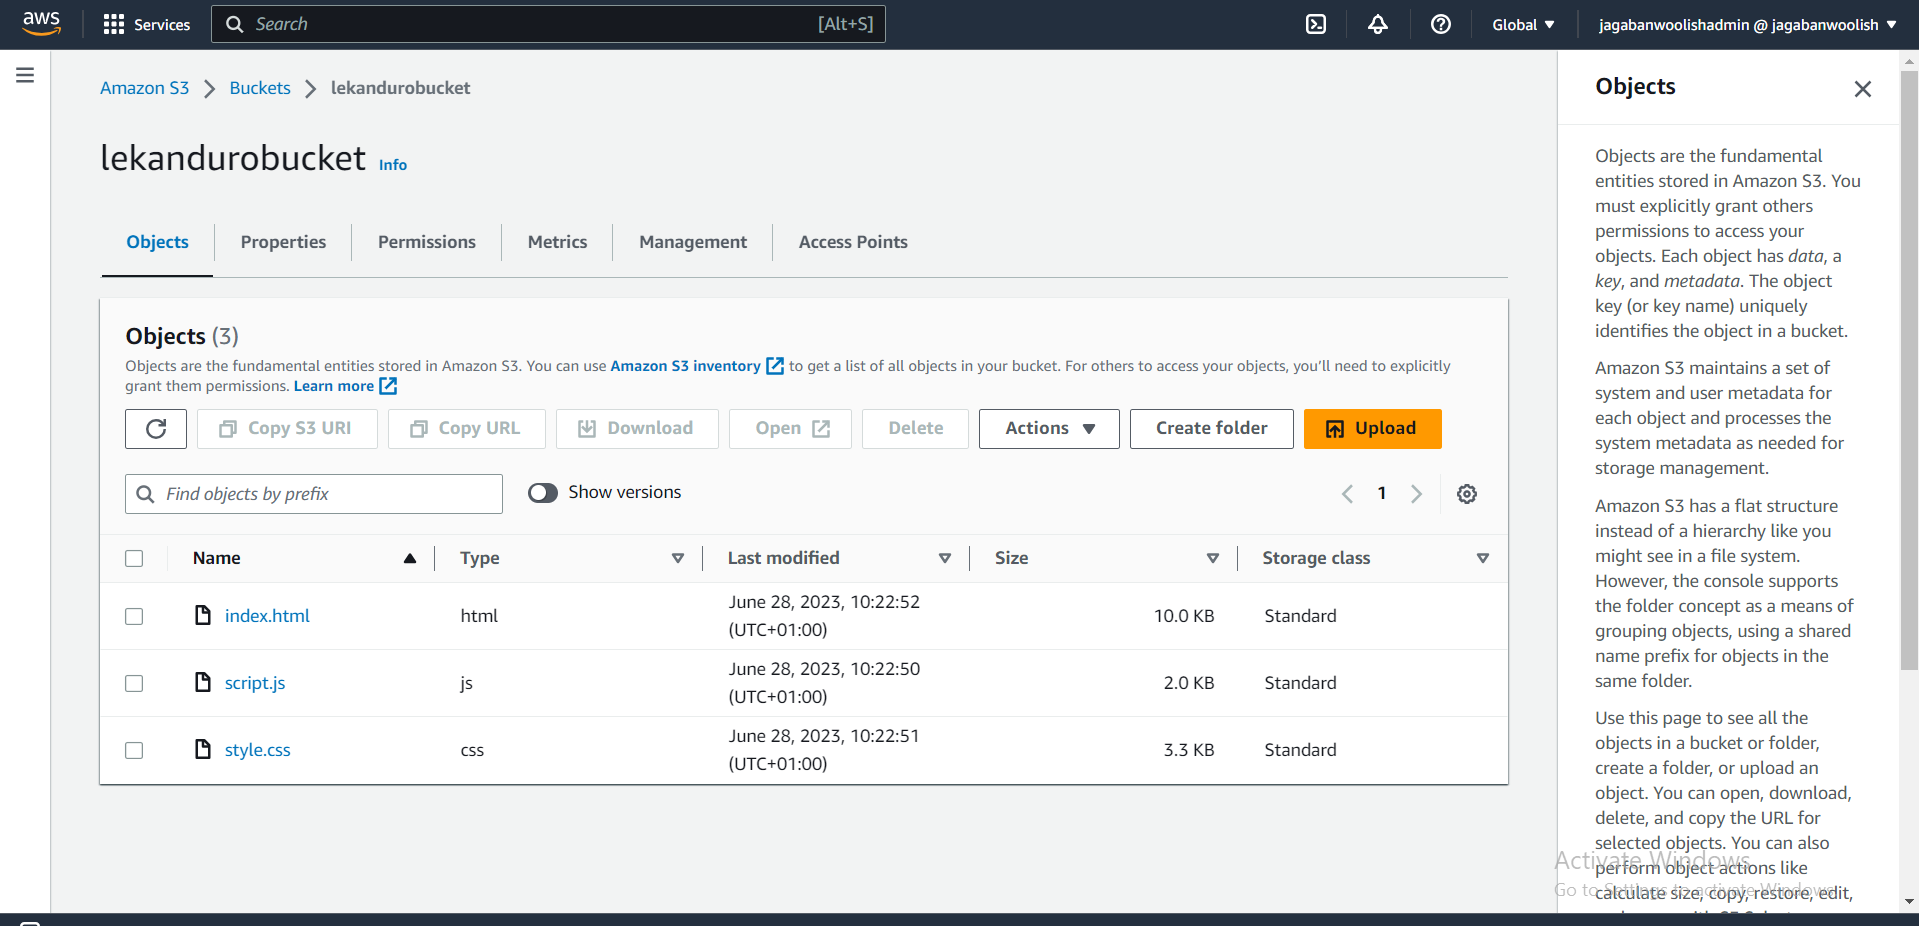 aws
Services
Search
[Alt+S]
Global
jagabanwoolishadmin @ jagabanwoolish
Amazon S3
Buckets
lekandurobucket
lekandurobucket
Info
Objects
Properties
Permissions
Metrics
Management
Access Points
Objects (3)
Objects are the fundamental entities stored in Amazon S3. You can use Amazon S3 inventory to get a list of all objects in your bucket. For others to access your objects, you'll need to explicitly
grant them permissions. Learn more
Copy S3 URI
Copy URL
Download
Open
Delete
Actions
Create folder
Upload
Find objects by prefix
Show versions
1
Name
Type
Last modified
Size
Storage class
index.html
html
June 28, 2023, 10:22:52
(UTC+01:00)
10.0 KB
Standard
script.js
js
June 28, 2023, 10:22:50
(UTC+01:00)
2.0 KB
Standard
style.css
css
June 28, 2023, 10:22:51
(UTC+01:00)
3.3 KB
Standard
Objects
Objects are the fundamental
entities stored in Amazon S3. You
must explicitly grant others
permissions to access your
objects. Each object has data, a
key, and metadata. The object
key (or key name) uniquely
identifies the object in a bucket.
Amazon S3 maintains a set of
system and user metadata for
each object and processes the
system metadata as needed for
storage management.
Amazon S3 has a flat structure
instead of a hierarchy like you
might see in a file system.
However, the console supports
the folder concept as a means of
grouping objects, using a shared
name prefix for objects in the
same folder.
Use this page to see all the
objects in a bucket or folder,
create a folder, or upload an
object. You can open, download,
delete, and copy the URL for
selected objects. You can also
perform object actions like
calculate size, copy, restore, edit,
Activate Windows
Go to Settings to activate Windows.